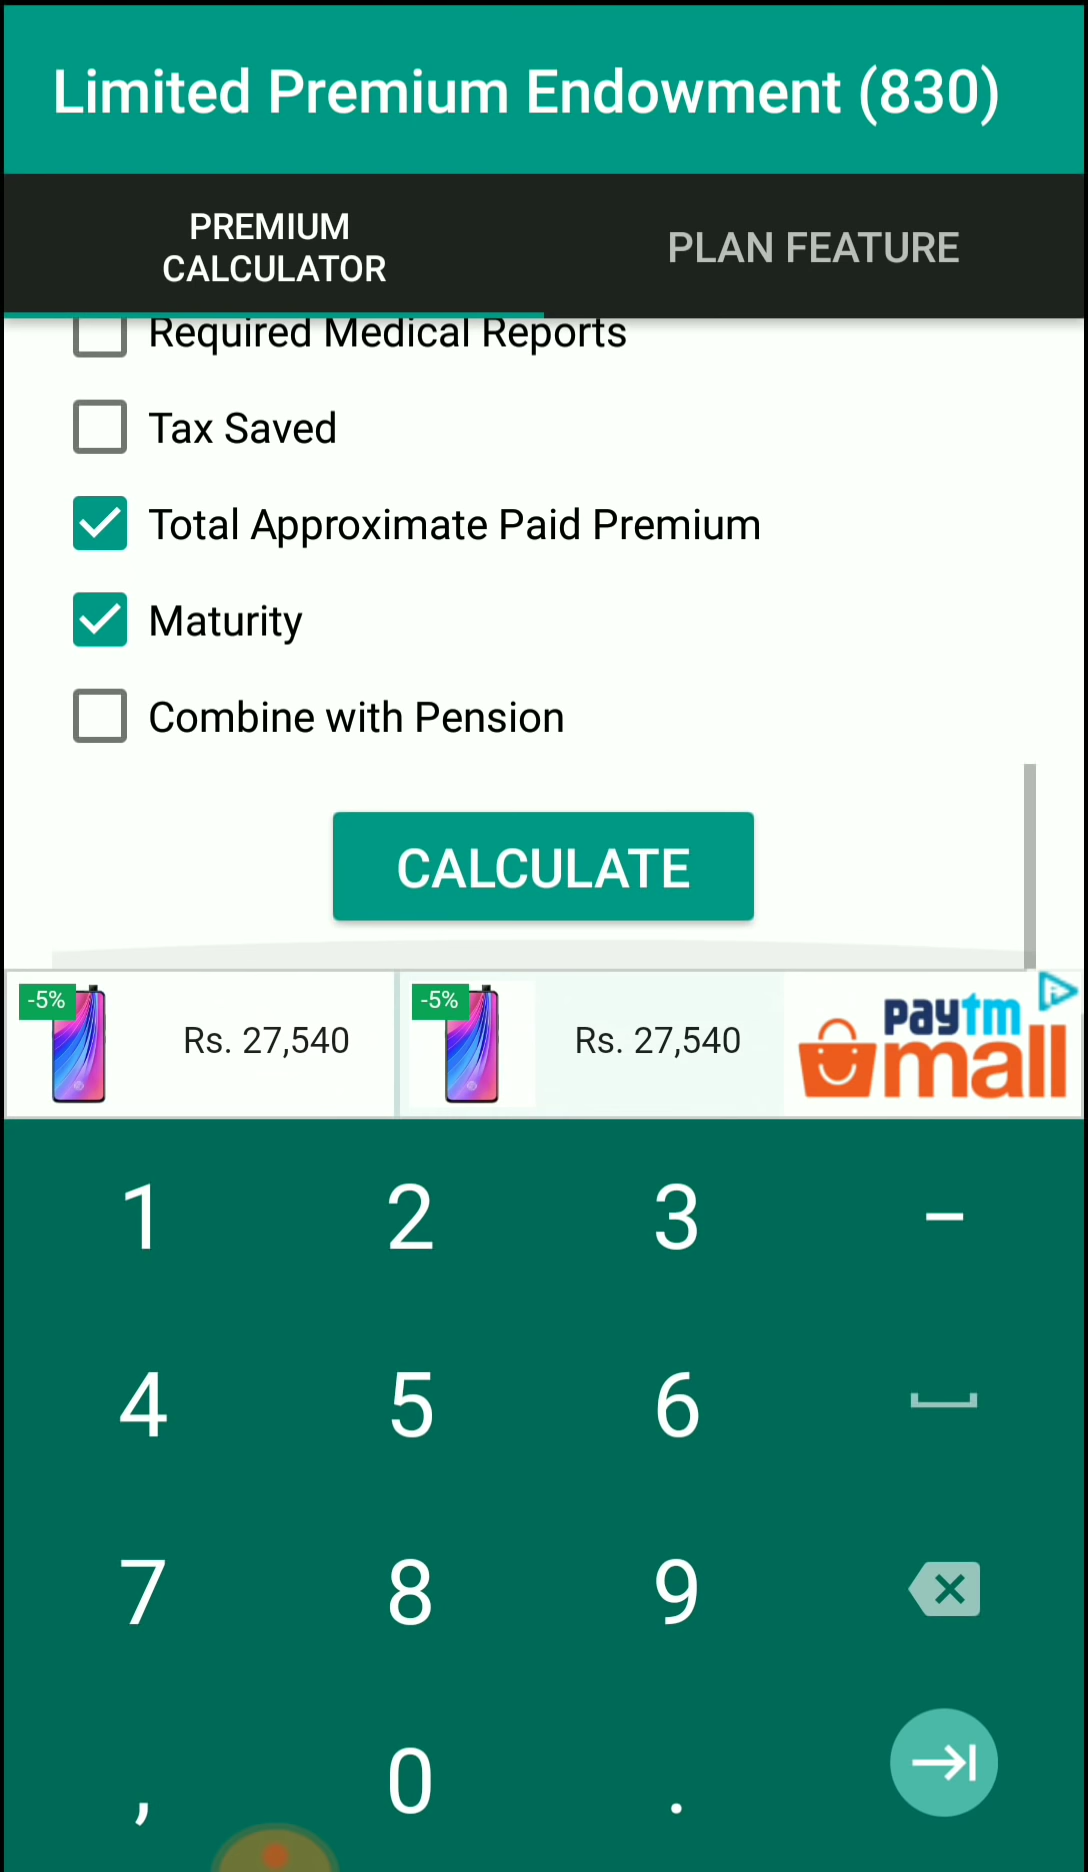 Limited Premium Endowment (830)
PREMIUM
CALCULATOR
PLAN FEATURE
Required Medical Reports
Tax Saved
Total Approximate Paid Premium
Maturity
Combine with Pension
CALCULATE
-5%
Rs. 27,540
-5%
Rs. 27,540
paytm
mall
1 2 3 –
4 5 6
7 8 9
, 0 .